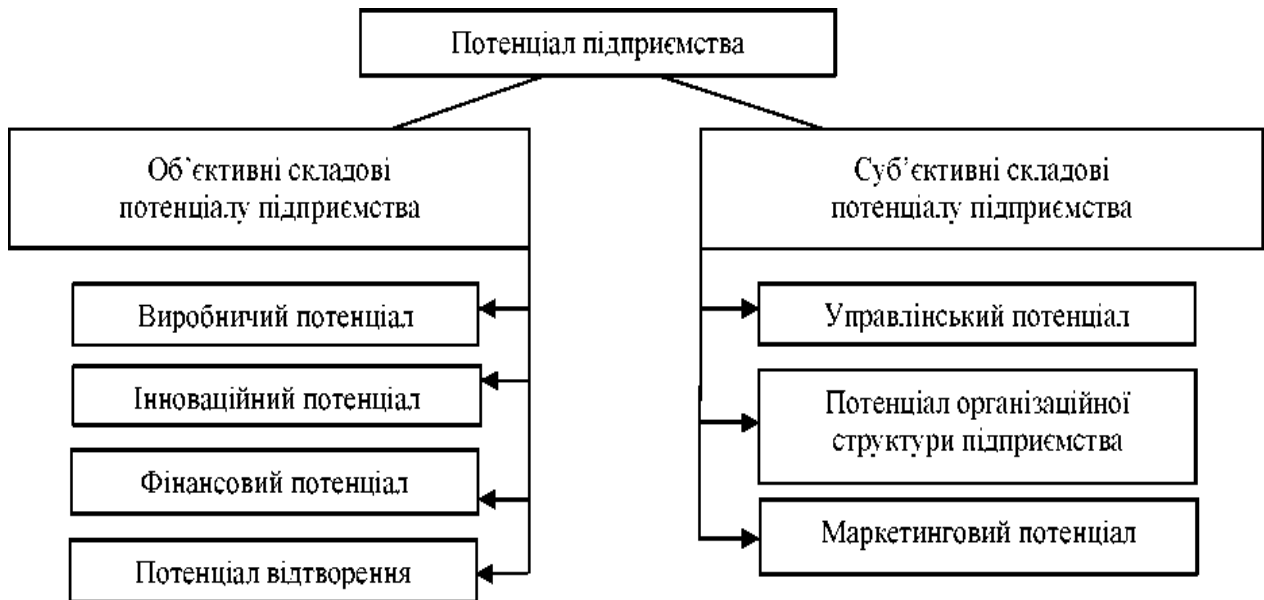 Потенціал підприємства
Об`єктивні складові
потенціалу підприємства
Виробничий потенціал
Інноваційний потенціал
Фінансовий потенціал
Потенціал відтворення
Суб’єктивні складові
потенціалу підприємства
Управлінський потенціал
Потенціал організаційної
структури підприємства
Маркетинговий потенціал